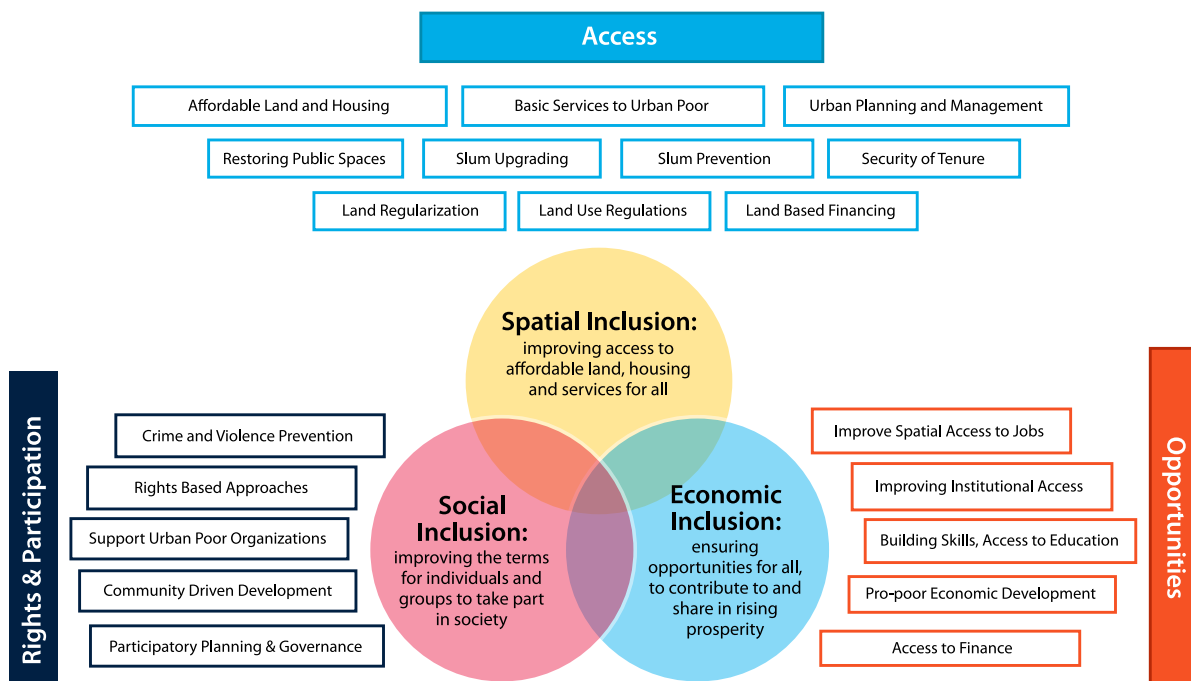 Access
Affordable Land and Housing
Basic Services to Urban Poor
Urban Planning and Management
Restoring Public Spaces
Slum Upgrading
Slum Prevention
Security of Tenure
Land Regularization
Land Use Regulations
Land Based Financing
Spatial Inclusion:
improving access to
affordable land, housing
and services for all
Rights & Participation
Crime and Violence Prevention
Rights Based Approaches
Support Urban Poor Organizations
Community Driven Development
Participatory Planning & Governance
Social
Inclusion:
improving the terms
for individuals and
groups to take part
in society
Economic
Inclusion:
ensuring
opportunities for all,
to contribute to and
share in rising
prosperity
Improve Spatial Access to Jobs
Improving Institutional Access
Building Skills, Access to Education
Pro-poor Economic Development
Access to Finance
Opportunities